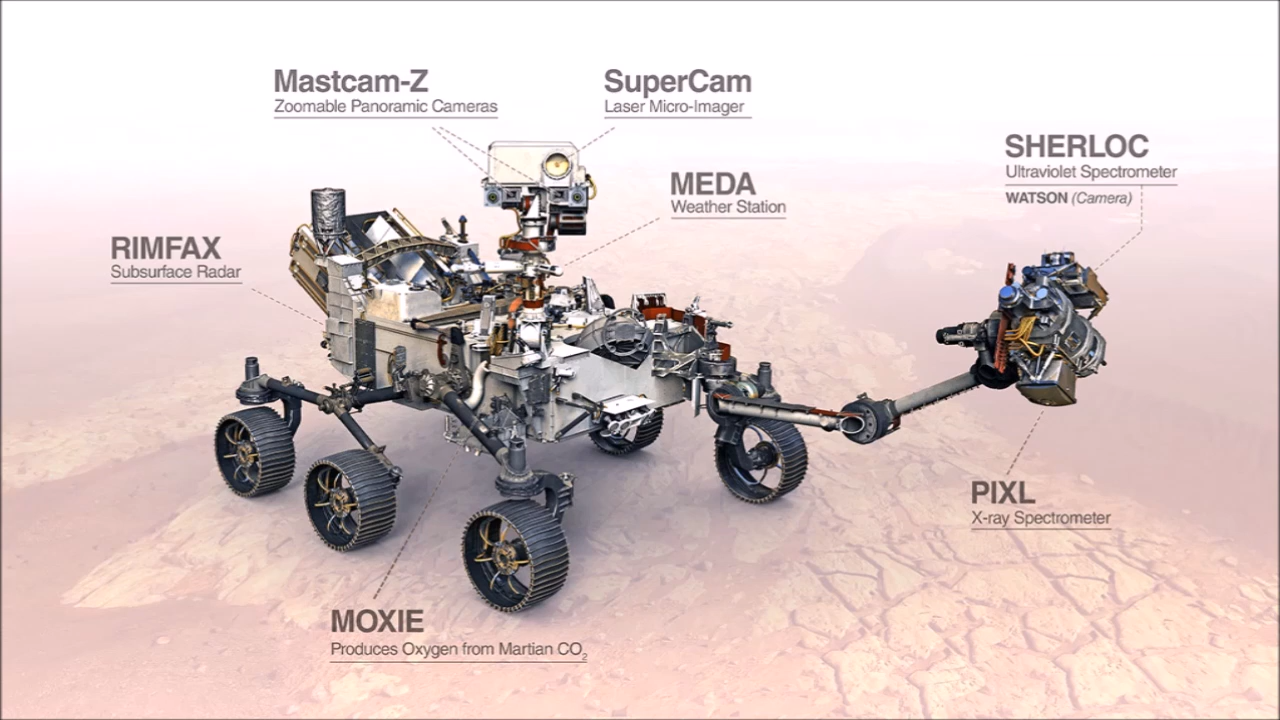 Mastcam-Z
Zoomable Panoramic Cameras
SuperCam
Laser Micro-Imager
SHERLOC
Ultraviolet Spectrometer
WATSON (Camera)
MEDA
Weather Station
RIMFAX
Subsurface Radar
PIXL
X-ray Spectrometer
MOXIE
Produces Oxygen from Martian CO₂